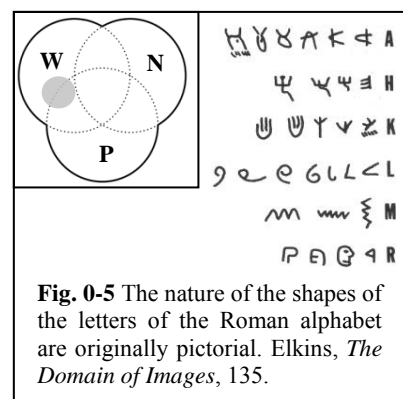 W
N
P
A
H
K
L
M
R
Fig. 0-5 The nature of the shapes of
the letters of the Roman alphabet
are originally pictorial. Elkins, The
Domain of Images, 135.